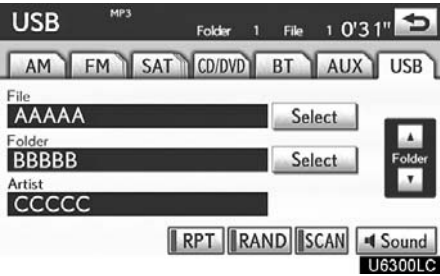 USB MP3 Folder 1 File 1 0'31"
AM FM SAT CD/DVD BT AUX USB
File
AAAAA Select
Folder
BBBBB Select Folder
Artist
CCCCC
RPT RAND SCAN Sound
U6300LC